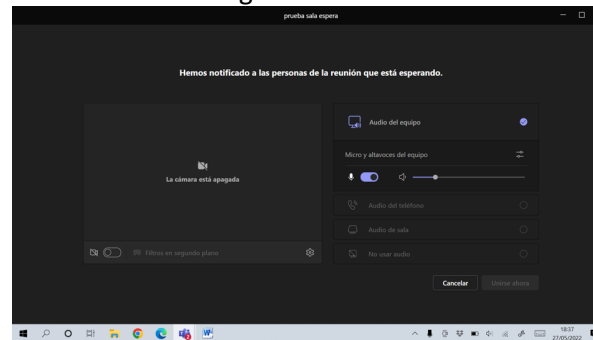 prueba sala espera
Hemos notificado a las personas de la reunión que está esperando.
La cámara está apagada
Filtros en segundo plano
Audio del equipo
Micro y altavoces del equipo
Audio del teléfono
Audio de sala
No usar audio
Cancelar
Unirse ahora
18:37
27/05/2022